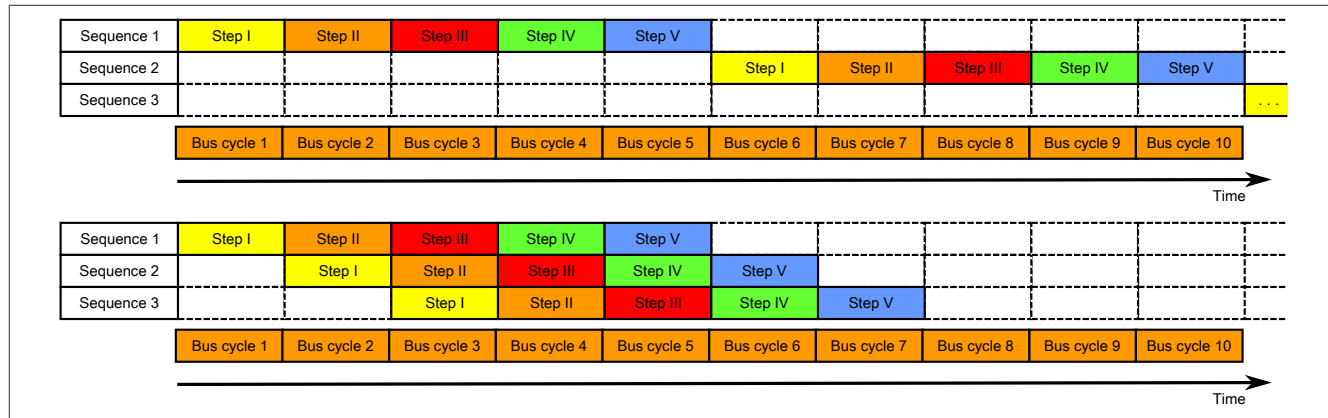 Sequence 1 Step I Step II Step III Step IV Step V
Sequence 2 Step I Step II Step III Step IV Step V
Sequence 3 . . .
Bus cycle 1 Bus cycle 2 Bus cycle 3 Bus cycle 4 Bus cycle 5 Bus cycle 6 Bus cycle 7 Bus cycle 8 Bus cycle 9 Bus cycle 10
Time
Sequence 1 Step I Step II Step III Step IV Step V
Sequence 2 Step I Step II Step III Step IV Step V
Sequence 3 Step I Step II Step III Step IV Step V
Bus cycle 1 Bus cycle 2 Bus cycle 3 Bus cycle 4 Bus cycle 5 Bus cycle 6 Bus cycle 7 Bus cycle 8 Bus cycle 9 Bus cycle 10
Time